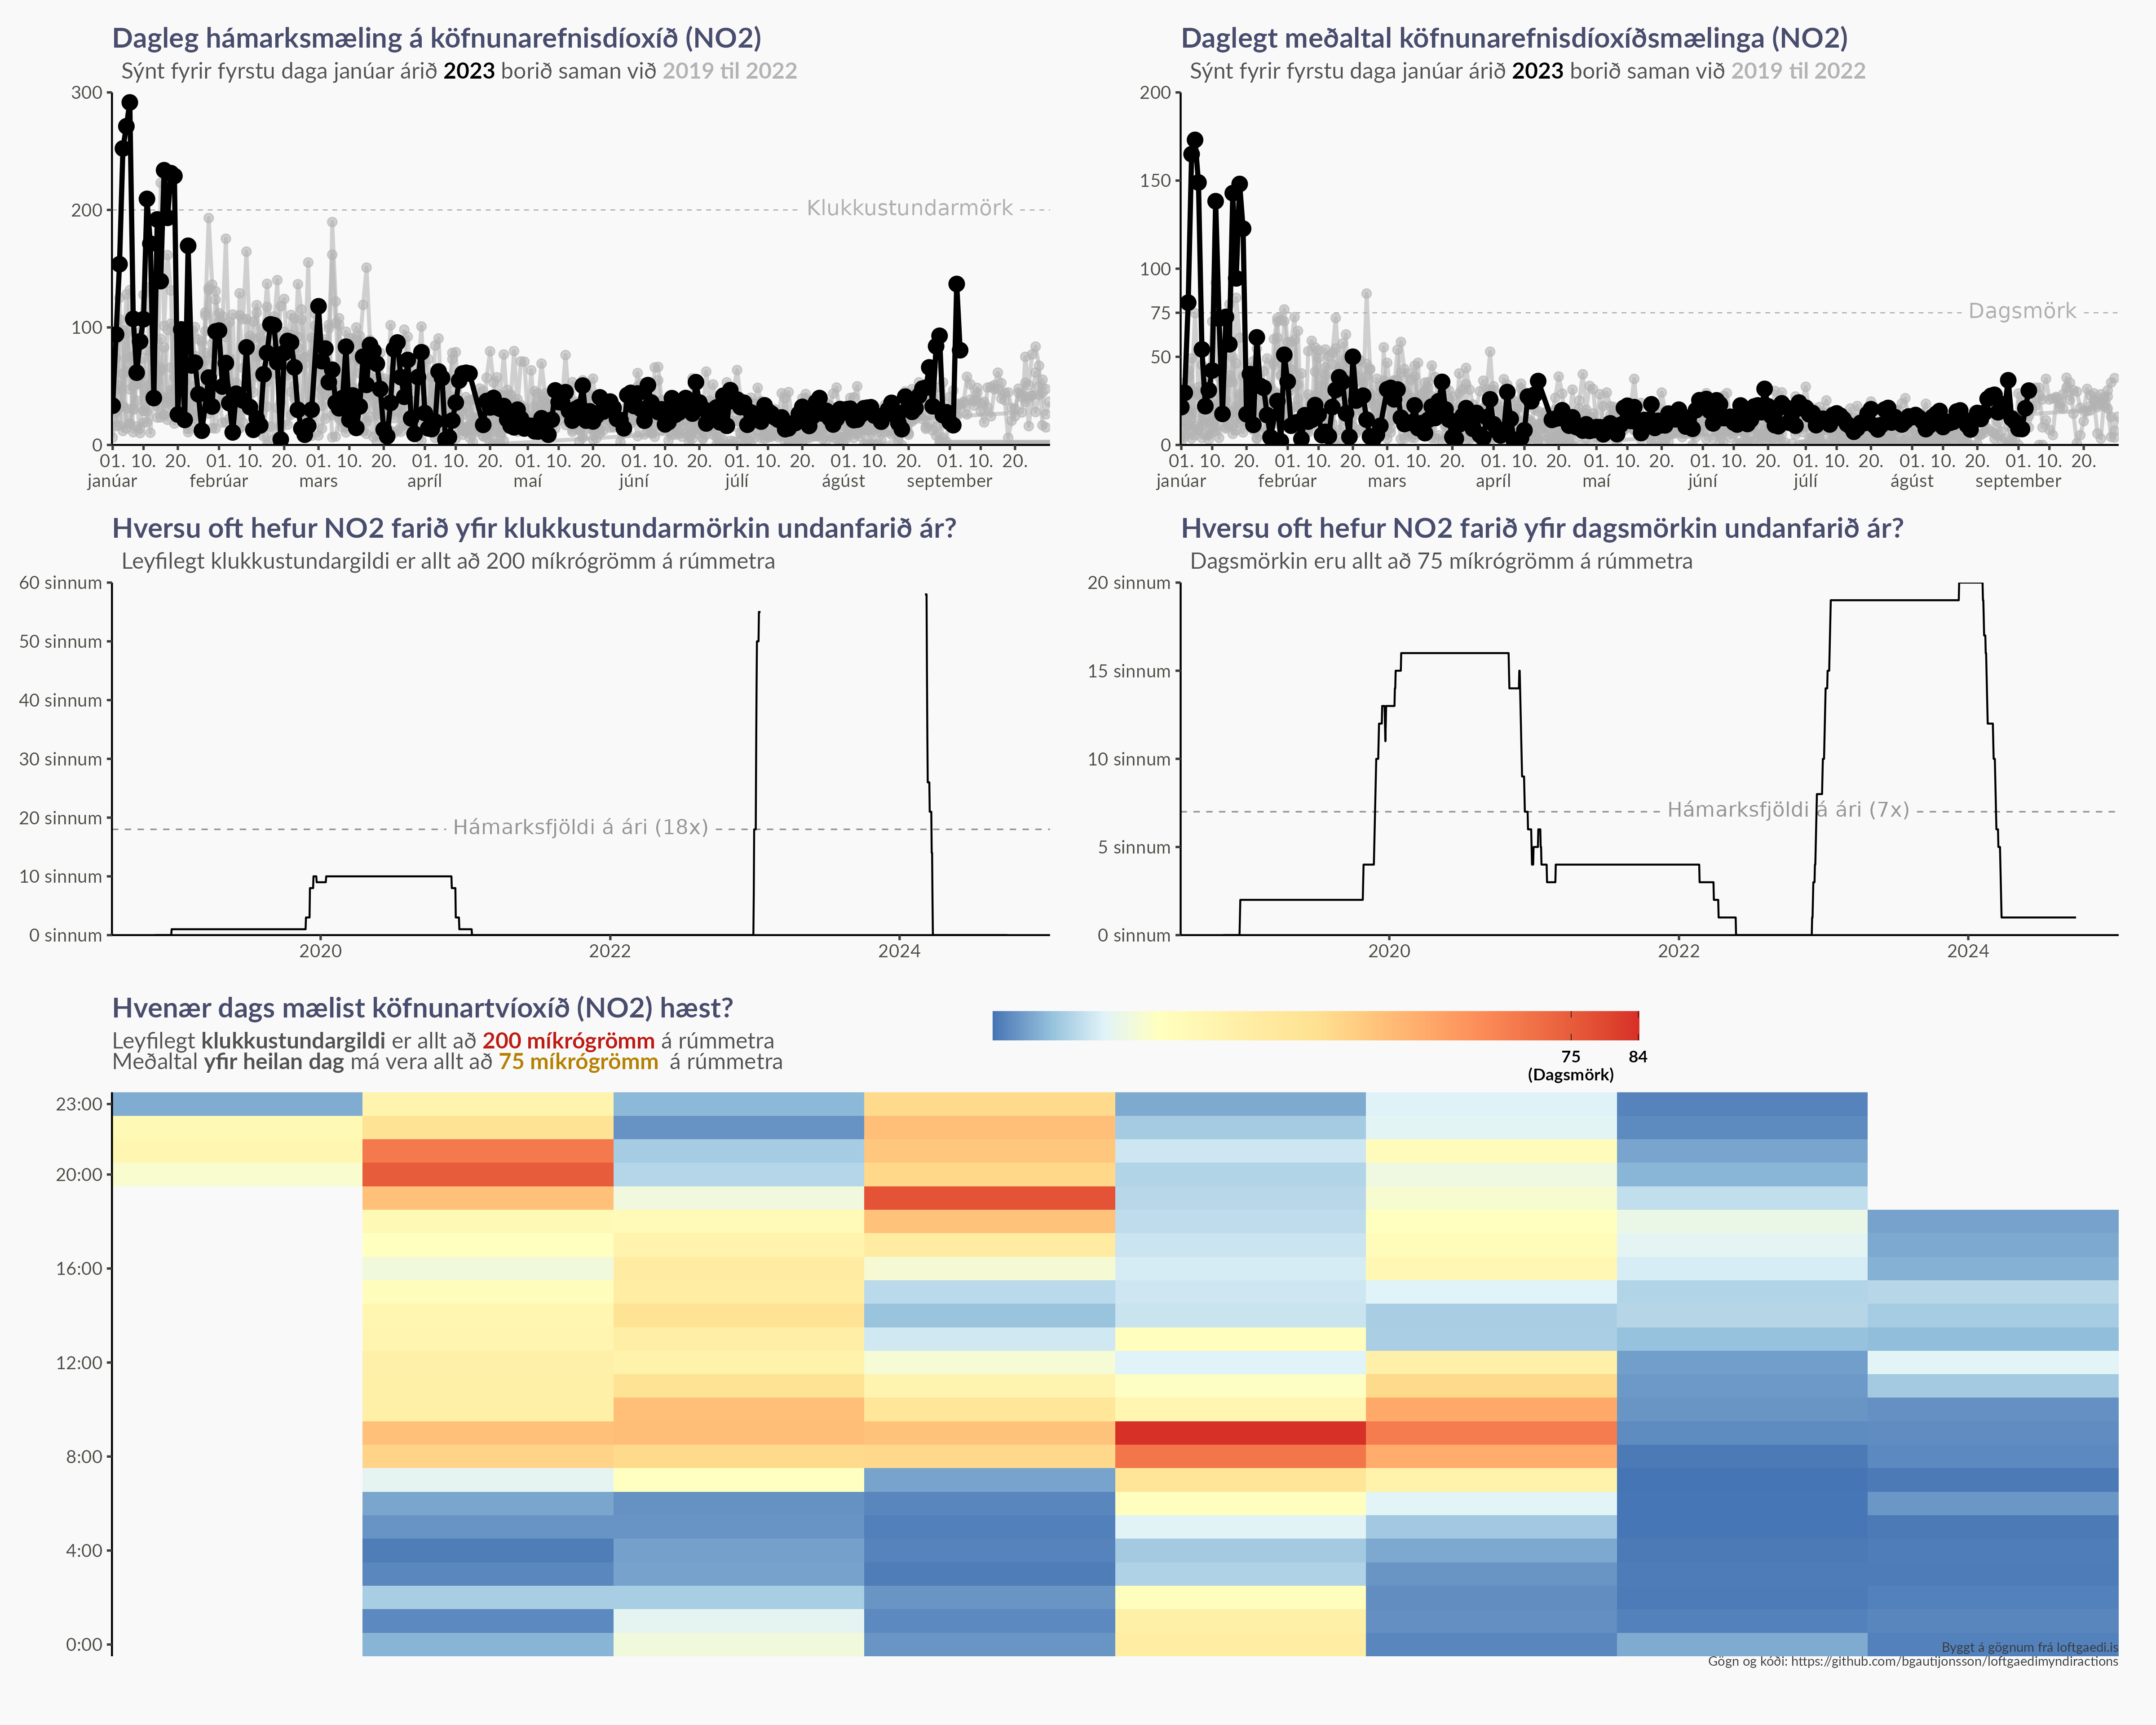 Dagleg hámarksmæling á köfnunarefnisdíoxíð (NO2)
Sýnt fyrir fyrstu daga janúar árið 2023 borið saman við 2019 til 2022
300
200
100
0
Klukkustundarmörk
01. 10. 20. 01. 10. 20. 01. 10. 20. 01. 10. 20. 01. 10. 20. 01. 10. 20. 01. 10. 20. 01. 10. 20. 01. 10. 20.
janúar febrúar mars apríl maí júní júlí ágúst september
Daglegt meðaltal köfnunarefnisdíoxíðsmælinga (NO2)
Sýnt fyrir fyrstu daga janúar árið 2023 borið saman við 2019 til 2022
200
150
100
75
50
0
Dagsmörk
01. 10. 20. 01. 10. 20. 01. 10. 20. 01. 10. 20. 01. 10. 20. 01. 10. 20. 01. 10. 20. 01. 10. 20. 01. 10. 20.
janúar febrúar mars apríl maí júní júlí ágúst september
Hversu oft hefur NO2 farið yfir klukkustundarmörkin undanfarið ár?
Leyfilegt klukkustundargildi er allt að 200 míkrógrömm á rúmmetra
60 sinnum
50 sinnum
40 sinnum
30 sinnum
20 sinnum
10 sinnum
0 sinnum
Hámarksfjöldi á ári (18x)
2020 2022 2024
Hversu oft hefur NO2 farið yfir dagsmörkin undanfarið ár?
Dagsmörkin eru allt að 75 míkrógrömm á rúmmetra
20 sinnum
15 sinnum
10 sinnum
5 sinnum
0 sinnum
Hámarksfjöldi á ári (7x)
2020 2022 2024
Hvenær dags mælist köfnunartvíoxíð (NO2) hæst?
Leyfilegt klukkustundargildi er allt að 200 míkrógrömm á rúmmetra
Meðaltal yfir heilan dag má vera allt að 75 míkrógrömm á rúmmetra
75 84
(Dagsmörk)
23:00
20:00
16:00
12:00
8:00
4:00
0:00
Byggt á gögnum frá loftgaedi.is
Gögn og kóði: https://github.com/bgautijonsson/loftgaedimyndiractions